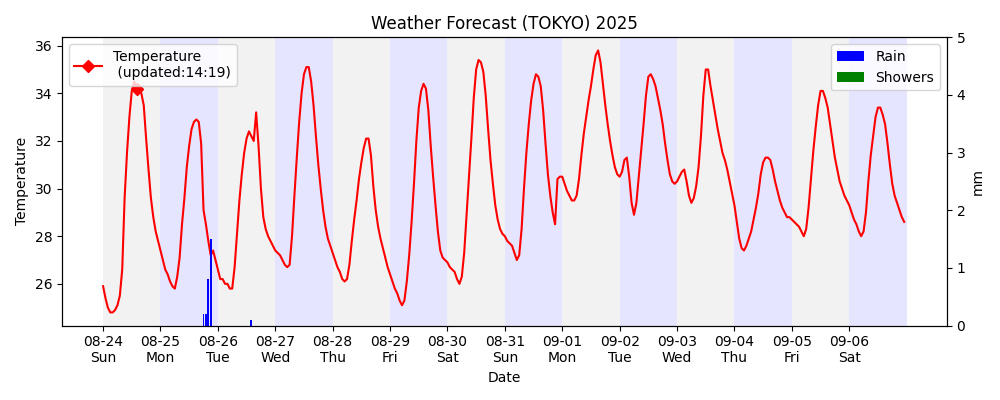 Weather Forecast (TOKYO) 2025
Temperature
(updated:14:19)
Rain
Showers
Temperature
36
34
32
30
28
26
5
4
3
2
1
0
mm
08-24 08-25 08-26 08-27 08-28 08-29 08-30 08-31 09-01 09-02 09-03 09-04 09-05 09-06
Sun Mon Tue Wed Thu Fri Sat Sun Mon Tue Wed Thu Fri Sat
Date